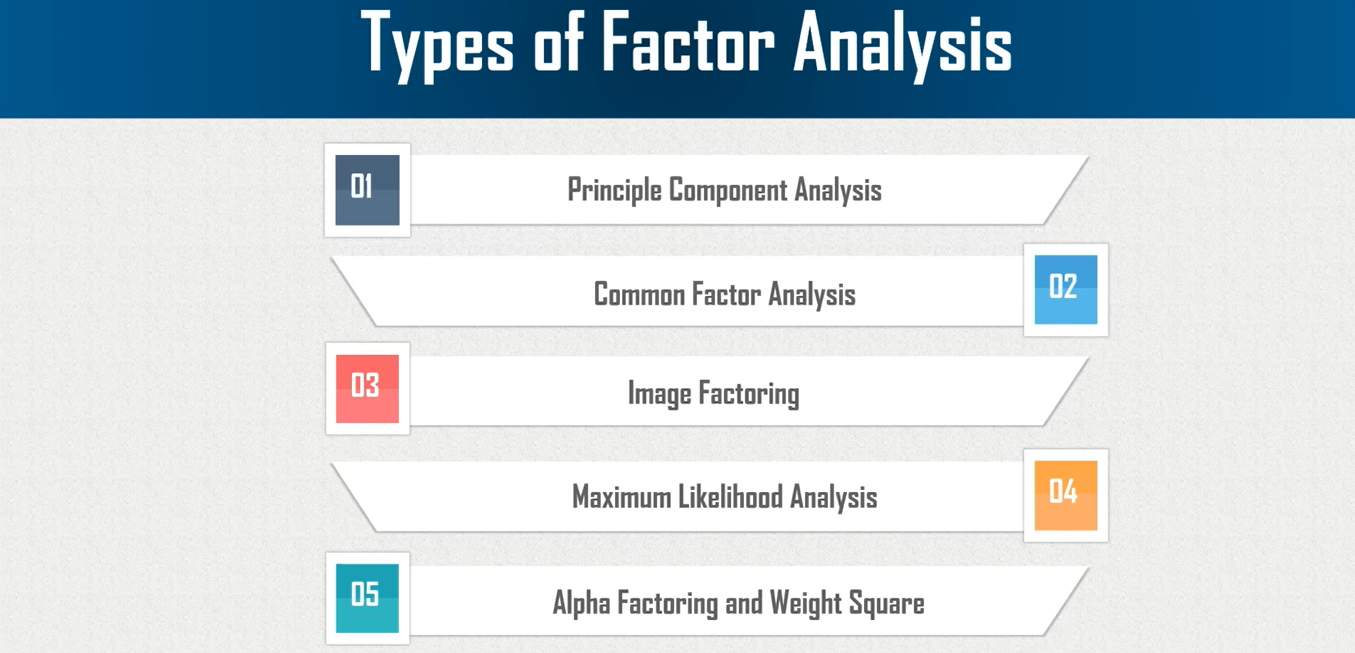 Types of Factor Analysis
01
Principle Component Analysis
Common Factor Analysis
02
03
Image Factoring
Maximum Likelihood Analysis
04
05
Alpha Factoring and Weight Square